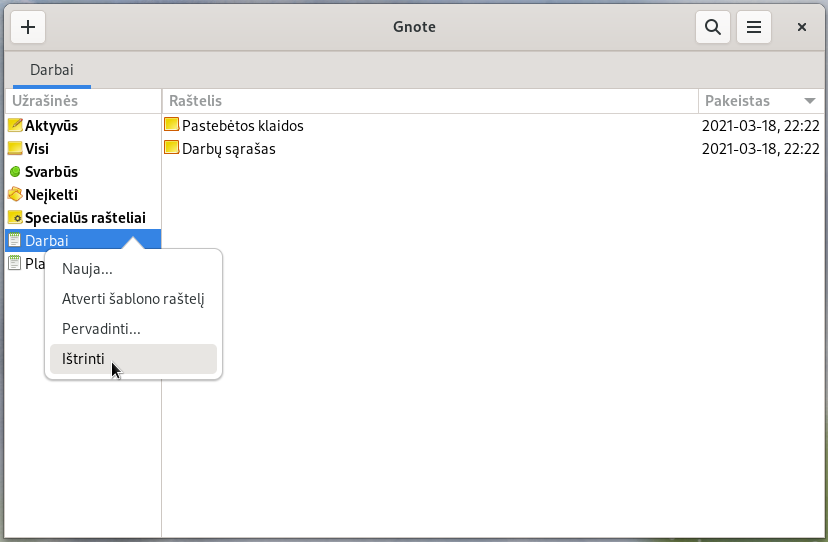 Gnote
Darbai
Užrašinės
Raštelis
Pakeistas
Aktyvūs
Pastebėtos klaidos
2021-03-18, 22:22
Visi
Darbų sąrašas
2021-03-18, 22:22
Svarbūs
Neįkelti
Specialūs rašteliai
Darbai
Pla
Nauja...
Atverti šablono raštelį
Pervadinti...
Ištrinti